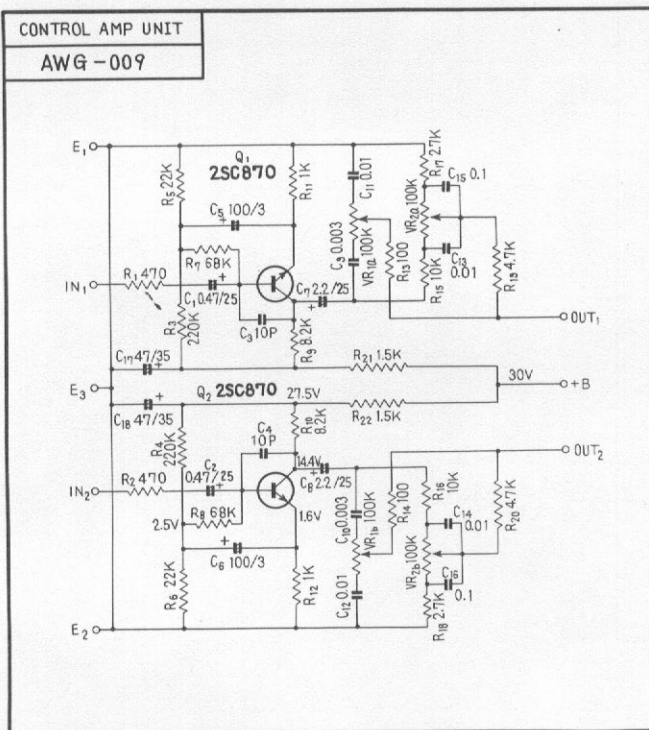 CONTROL AMP UNIT
AWG-009
E1
Q1
2SC870
R5 22K
R11 1K
C11 0.01
R17 2.7K
C15 0.1
C5 100/3
+
R7 68K
C9 0.003
VR1a 100K
R13 100
VR2a 100K
C13 0.01
R15 10K
R19 4.7K
IN1
R1 470
C1 0.47/25
+
C7 2.2/25
+
R3 220K
C3 10P
R9 8.2K
OUT1
C17 47/35
+
R21 1.5K
30V
+B
E3
Q2 2SC870
27.5V
C18 47/35
+
R22 1.5K
R4 220K
C4 10P
R10 8.2K
OUT2
14.4V
+
C8 2.2/25
IN2
R2 470
C2 0.47/25
+
R8 68K
2.5V
1.6V
C10 0.003
VR1b 100K
R14 100
R16 10K
C14 0.01
VR2b 100K
R20 4.7K
+
C6 100/3
C16 0.1
R6 22K
R12 1K
C12 0.01
R18 2.7K
E2